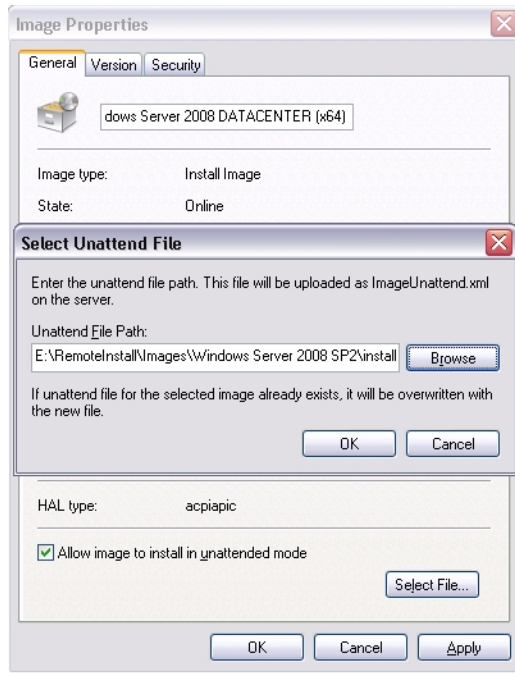 Image Properties
General Version Security
dows Server 2008 DATACENTER (x64)
Image type: Install Image
State: Online
Select Unattend File
Enter the unattend file path. This file will be uploaded as ImageUnattend.xml
on the server.
Unattend File Path:
E:\RemoteInstall\Images\Windows Server 2008 SP2\install
Browse
If unattend file for the selected image already exists, it will be overwritten with
the new file.
OK Cancel
HAL type: acpiapic
Allow image to install in unattended mode
Select File...
OK Cancel Apply